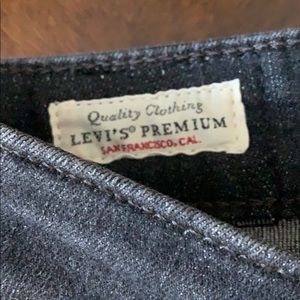 Quality Clothing
LEVI'S® PREMIUM
SAN FRANCISCO, CAL.